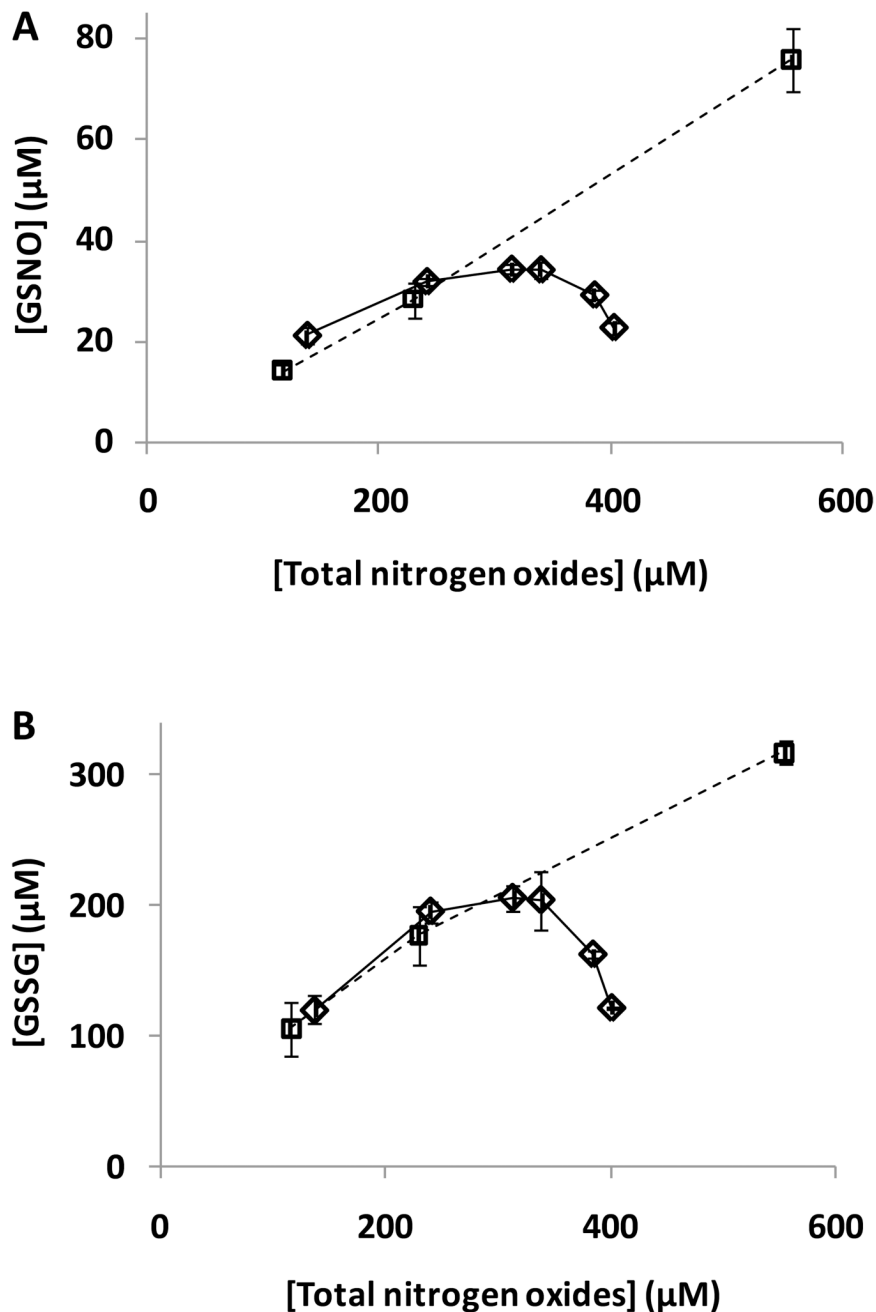 A
80
60
40
20
0
[GSNO] (µM)
0 200 400 600
[Total nitrogen oxides] (µM)
B
300
200
100
0
[GSSG] (µM)
0 200 400 600
[Total nitrogen oxides] (µM)